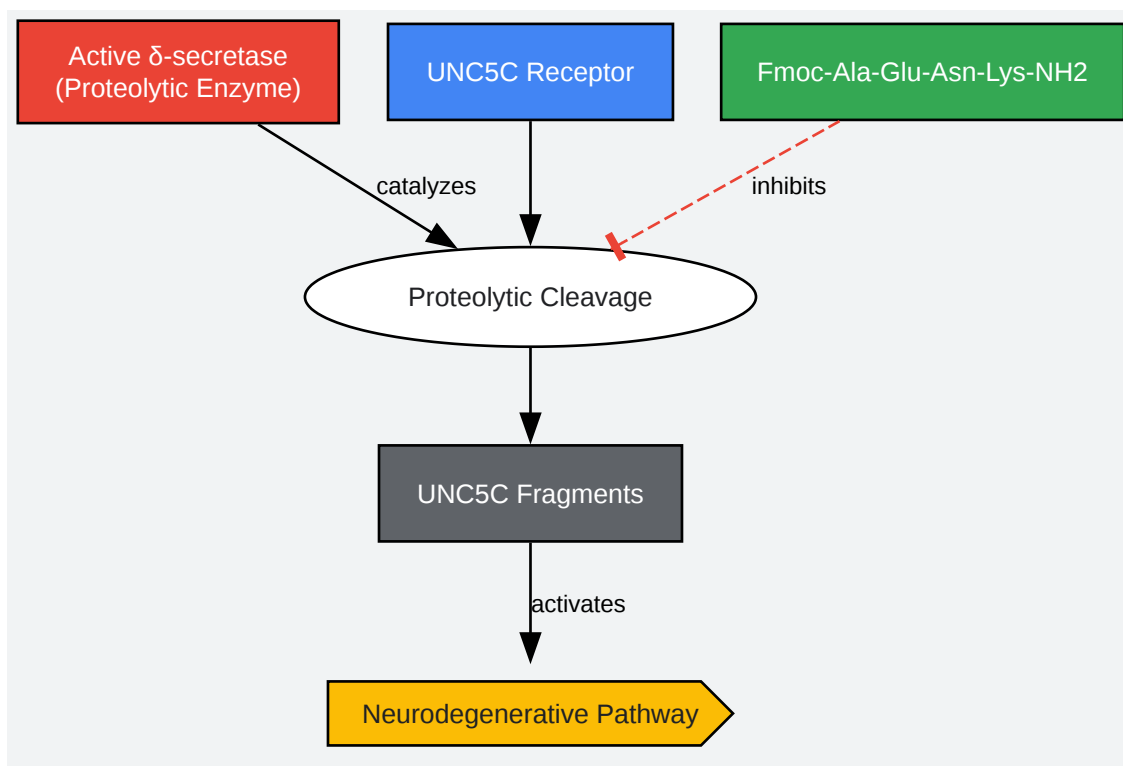 Active δ-secretase
(Proteolytic Enzyme)
UNC5C Receptor
Fmoc-Ala-Glu-Asn-Lys-NH2
catalyzes
inhibits
Proteolytic Cleavage
UNC5C Fragments
activates
Neurodegenerative Pathway